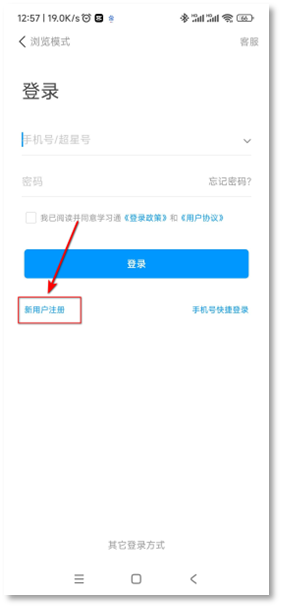 12:57 | 19.0K/s 66
浏览模式 客服
登录
手机号/超星号
密码 忘记密码?
我已阅读并同意学习通《登录政策》和《用户协议》
登录
新用户注册 手机号快捷登录
其它登录方式